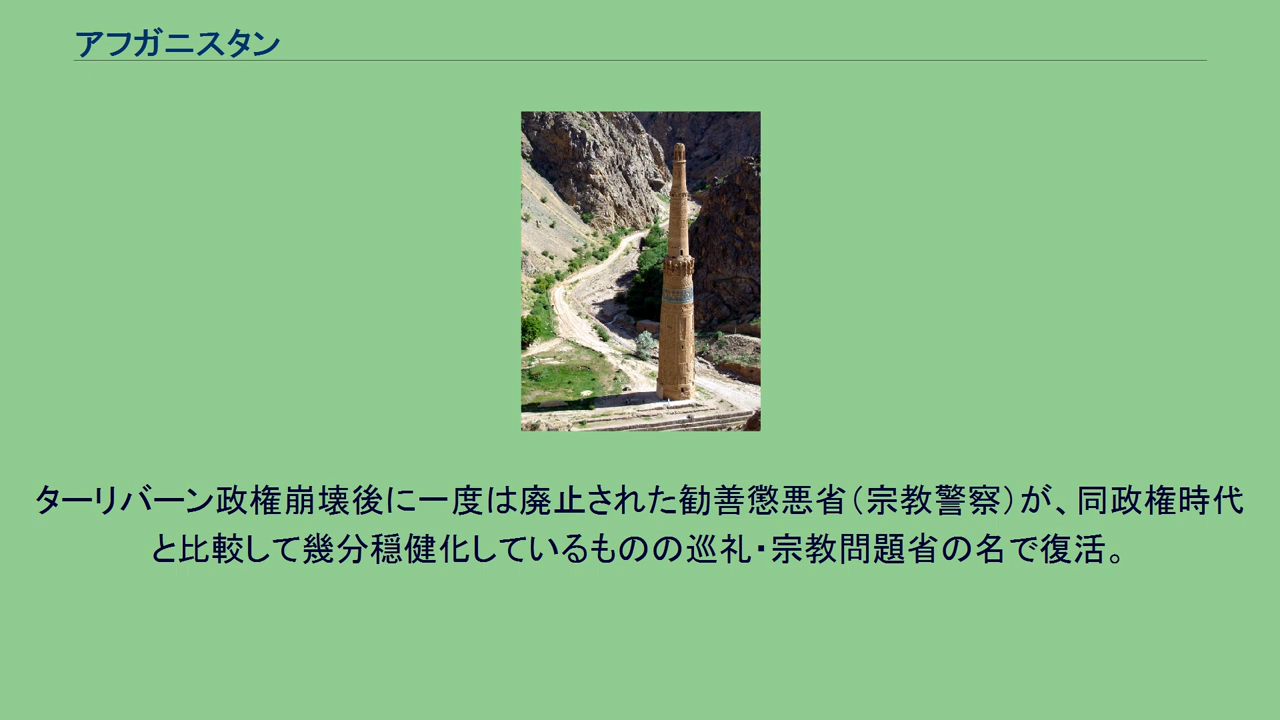 アフガニスタン
ターリバーン政権崩壊後に一度は廃止された勧善懲悪省（宗教警察）が、同政権時代
と比較して幾分穏健化しているものの巡礼・宗教問題省の名で復活。